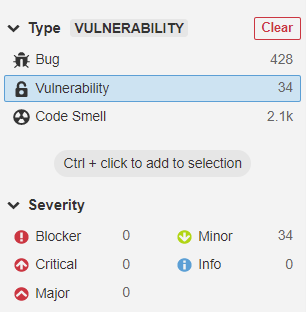 Type VULNERABILITY Clear
Bug 428
Vulnerability 34
Code Smell 2.1k
Ctrl + click to add to selection
Severity
Blocker 0 Minor 34
Critical 0 Info 0
Major 0